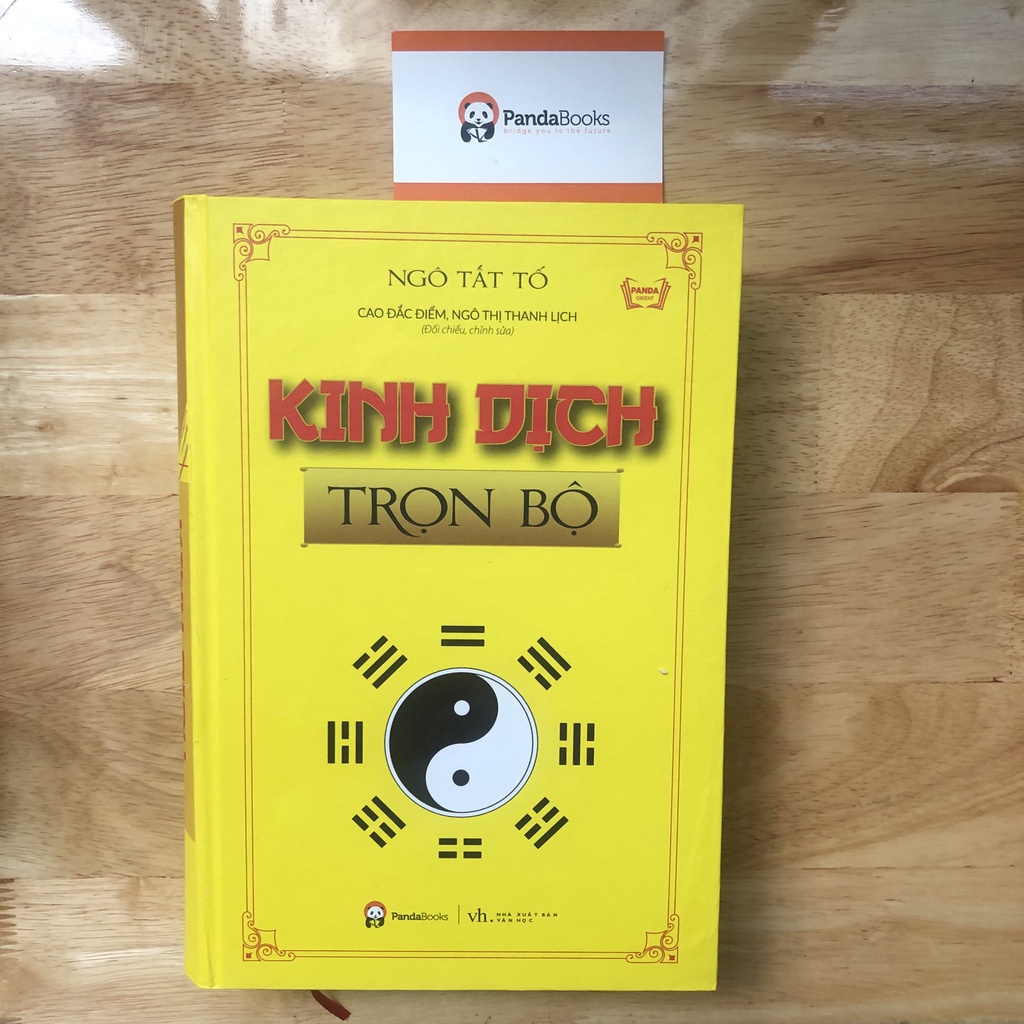 PandaBooks
bridge you to the future
NGÔ TẤT TỐ
PANDA
ORIENT
CAO ĐẮC ĐIỂM, NGÔ THỊ THANH LỊCH
(Đối chiếu, chỉnh sửa)
KINH DỊCH
TRỌN BỘ
PandaBooks
vh.
NHÀ XUẤT BẢN
VĂN HỌC